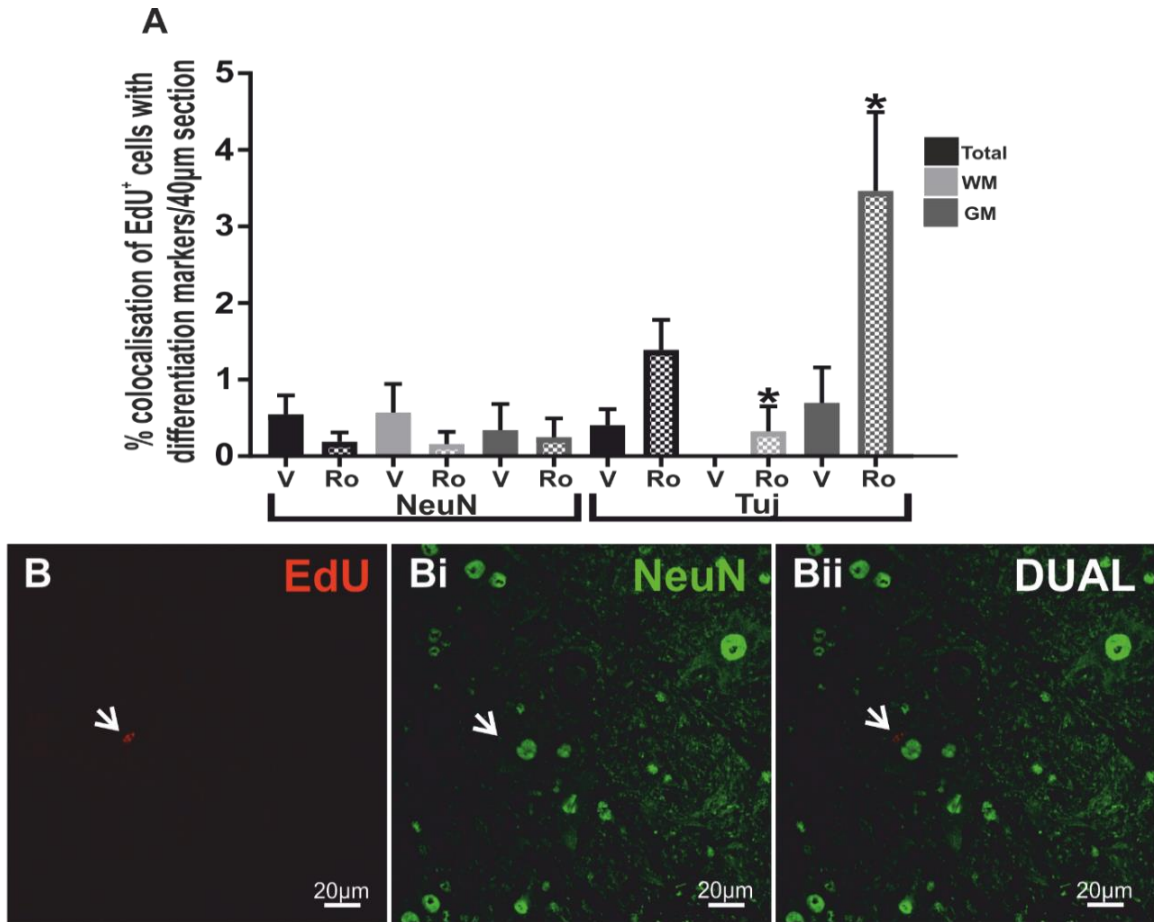 A
% colocalisation of EdU⁺ cells with
differentiation markers/40µm section
5
4
3
2
1
0
*
*
Total
WM
GM
V Ro V Ro V Ro V Ro V Ro V Ro
NeuN Tuj
B EdU
20µm
Bi NeuN
20µm
Bii DUAL
20µm